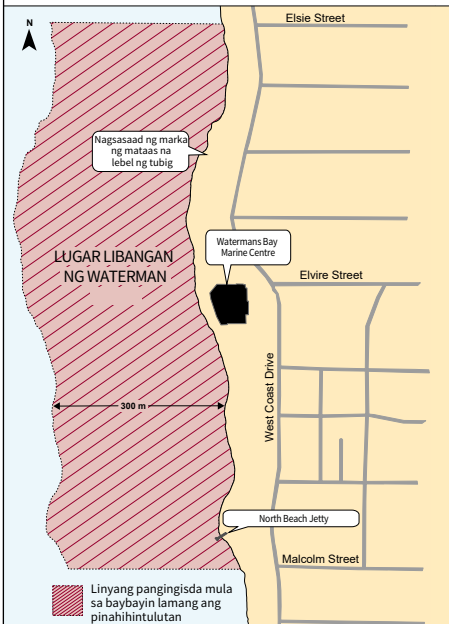 N
Elsie Street
Nagsasaad ng marka
ng mataas na
lebel ng tubig
LUGAR LIBANGAN
NG WATERMAN
Watermans Bay
Marine Centre
Elvire Street
300 m
West Coast Drive
North Beach Jetty
Malcolm Street
Linyang pangingisda mula
sa baybayin lamang ang
pinahihintulutan